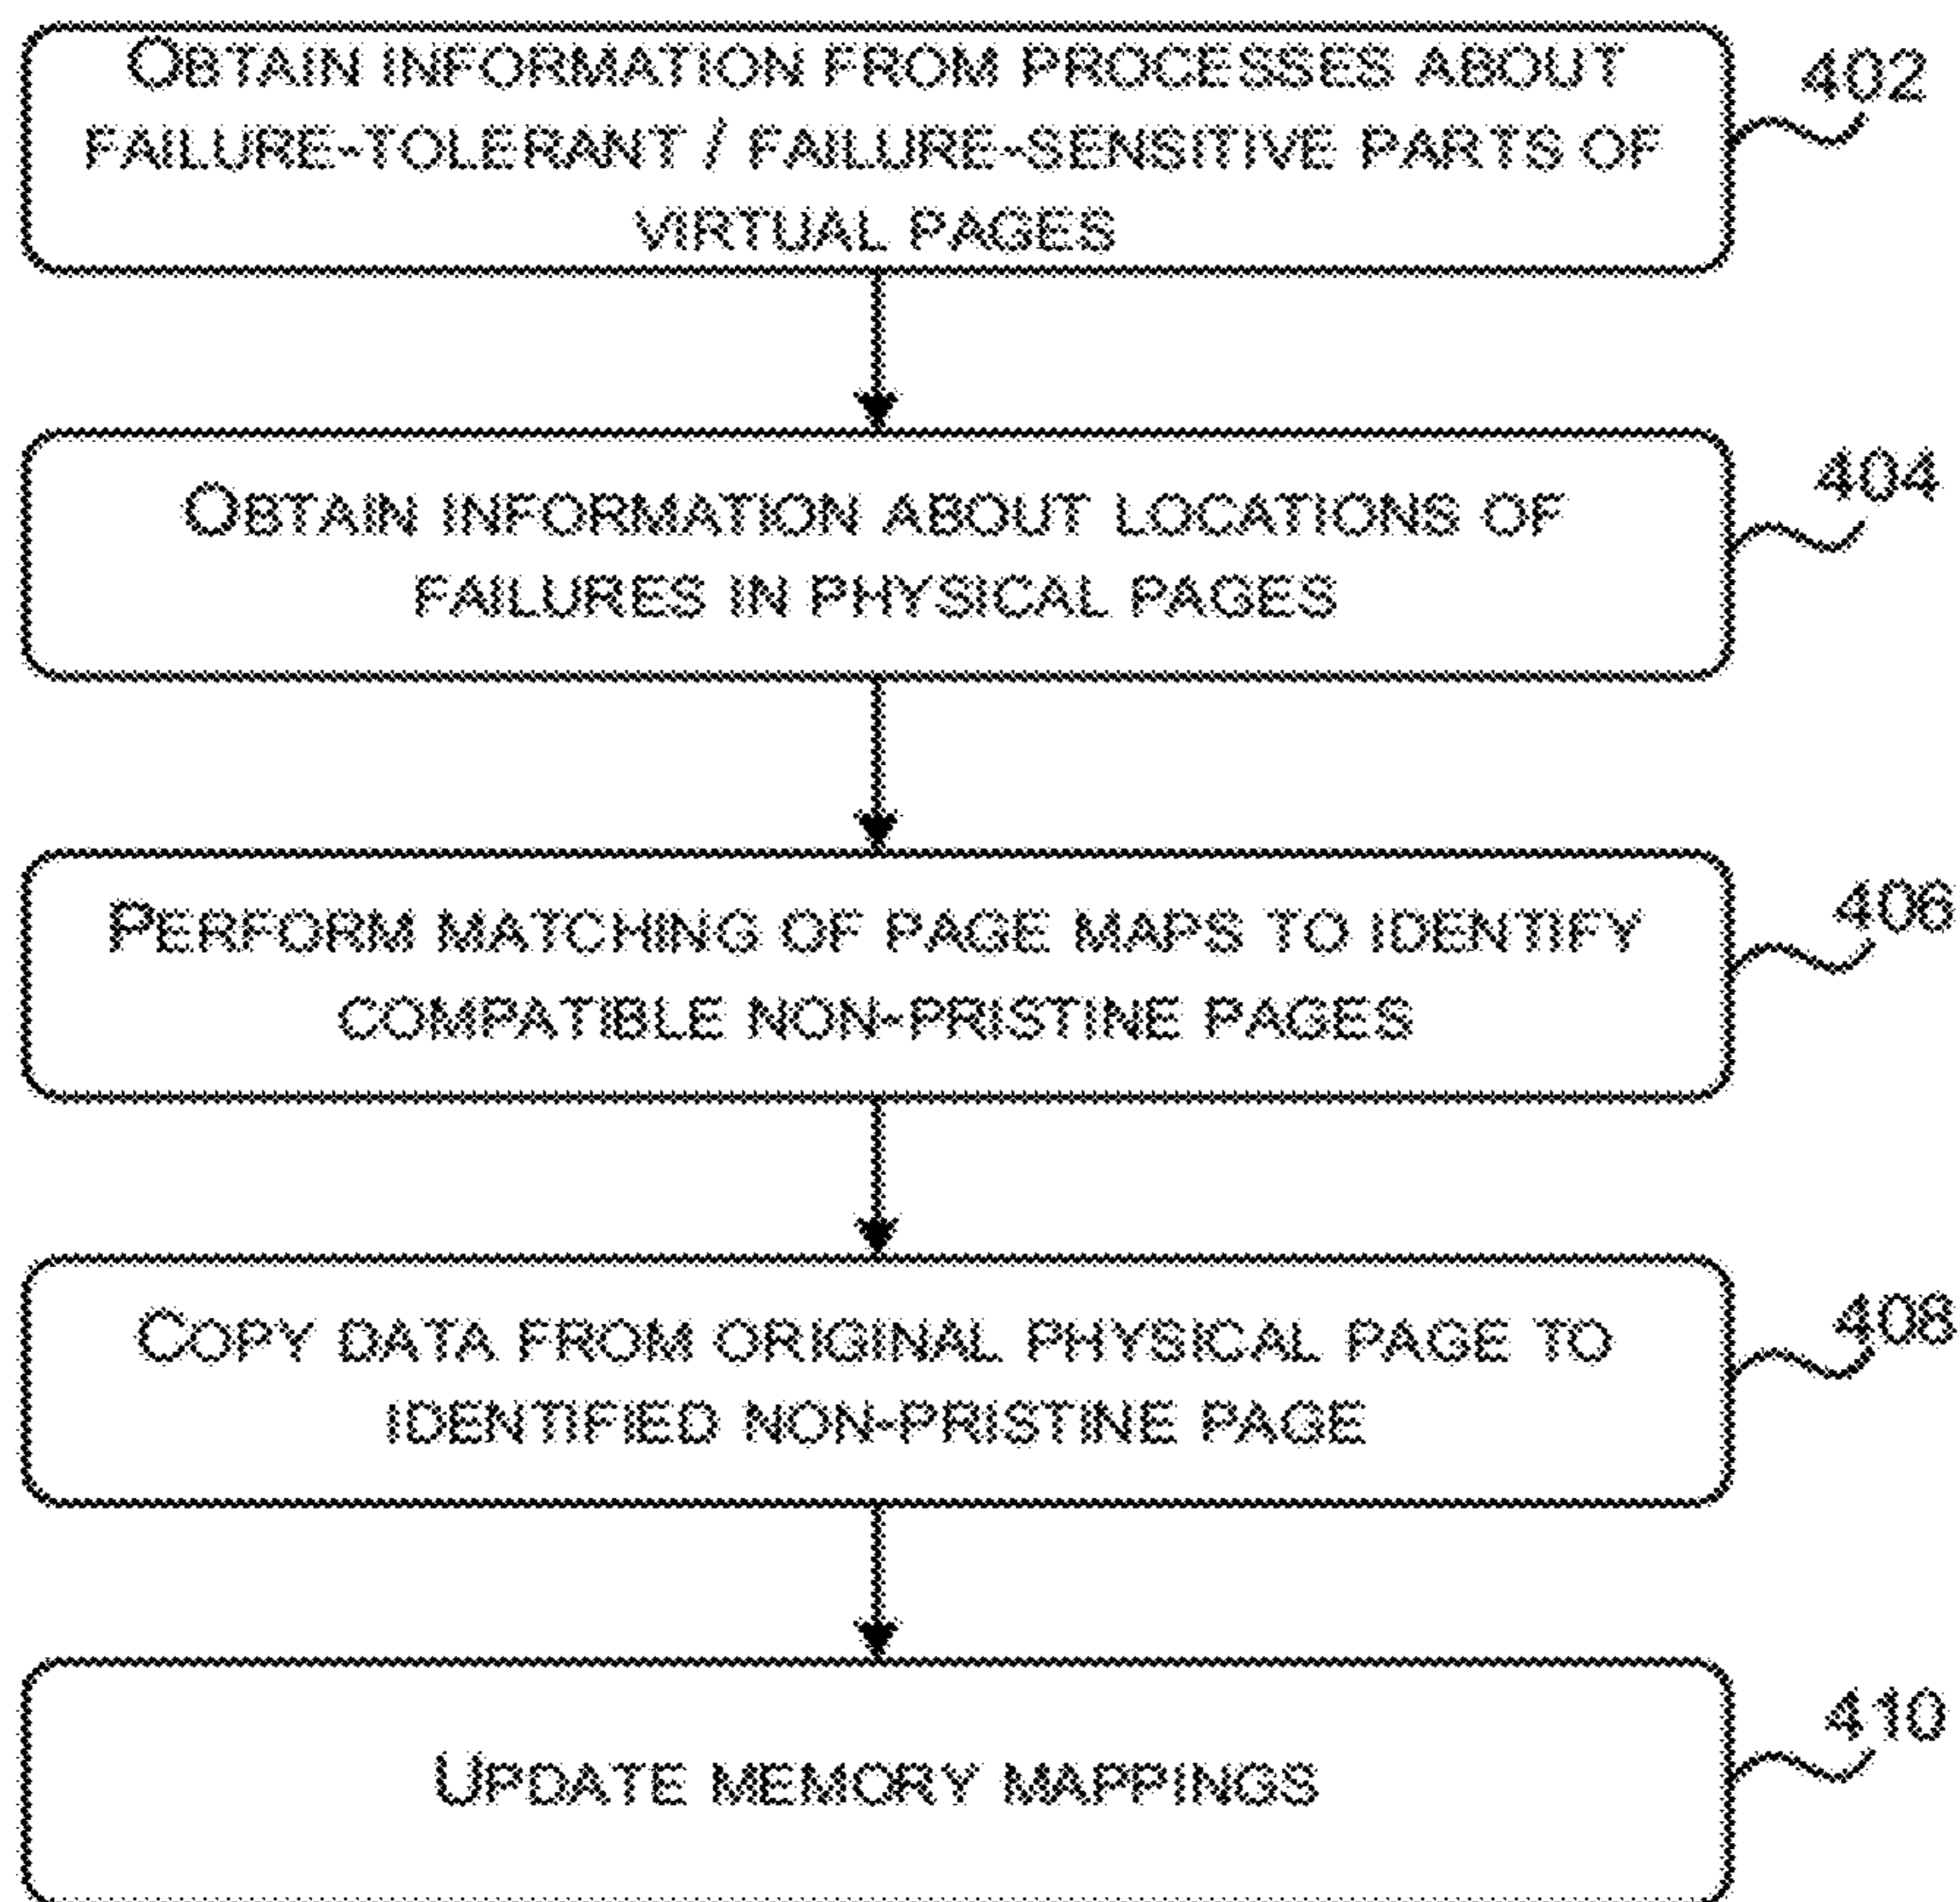 OBTAIN INFORMATION FROM PROCESSES ABOUT
FAILURE-TOLERANT / FAILURE-SENSITIVE PARTS OF
VIRTUAL PAGES
402
OBTAIN INFORMATION ABOUT LOCATIONS OF
FAILURES IN PHYSICAL PAGES
404
PERFORM MATCHING OF PAGE MAPS TO IDENTIFY
COMPATIBLE NON-PRISTINE PAGES
406
COPY DATA FROM ORIGINAL PHYSICAL PAGE TO
IDENTIFIED NON-PRISTINE PAGE
408
UPDATE MEMORY MAPPINGS
410